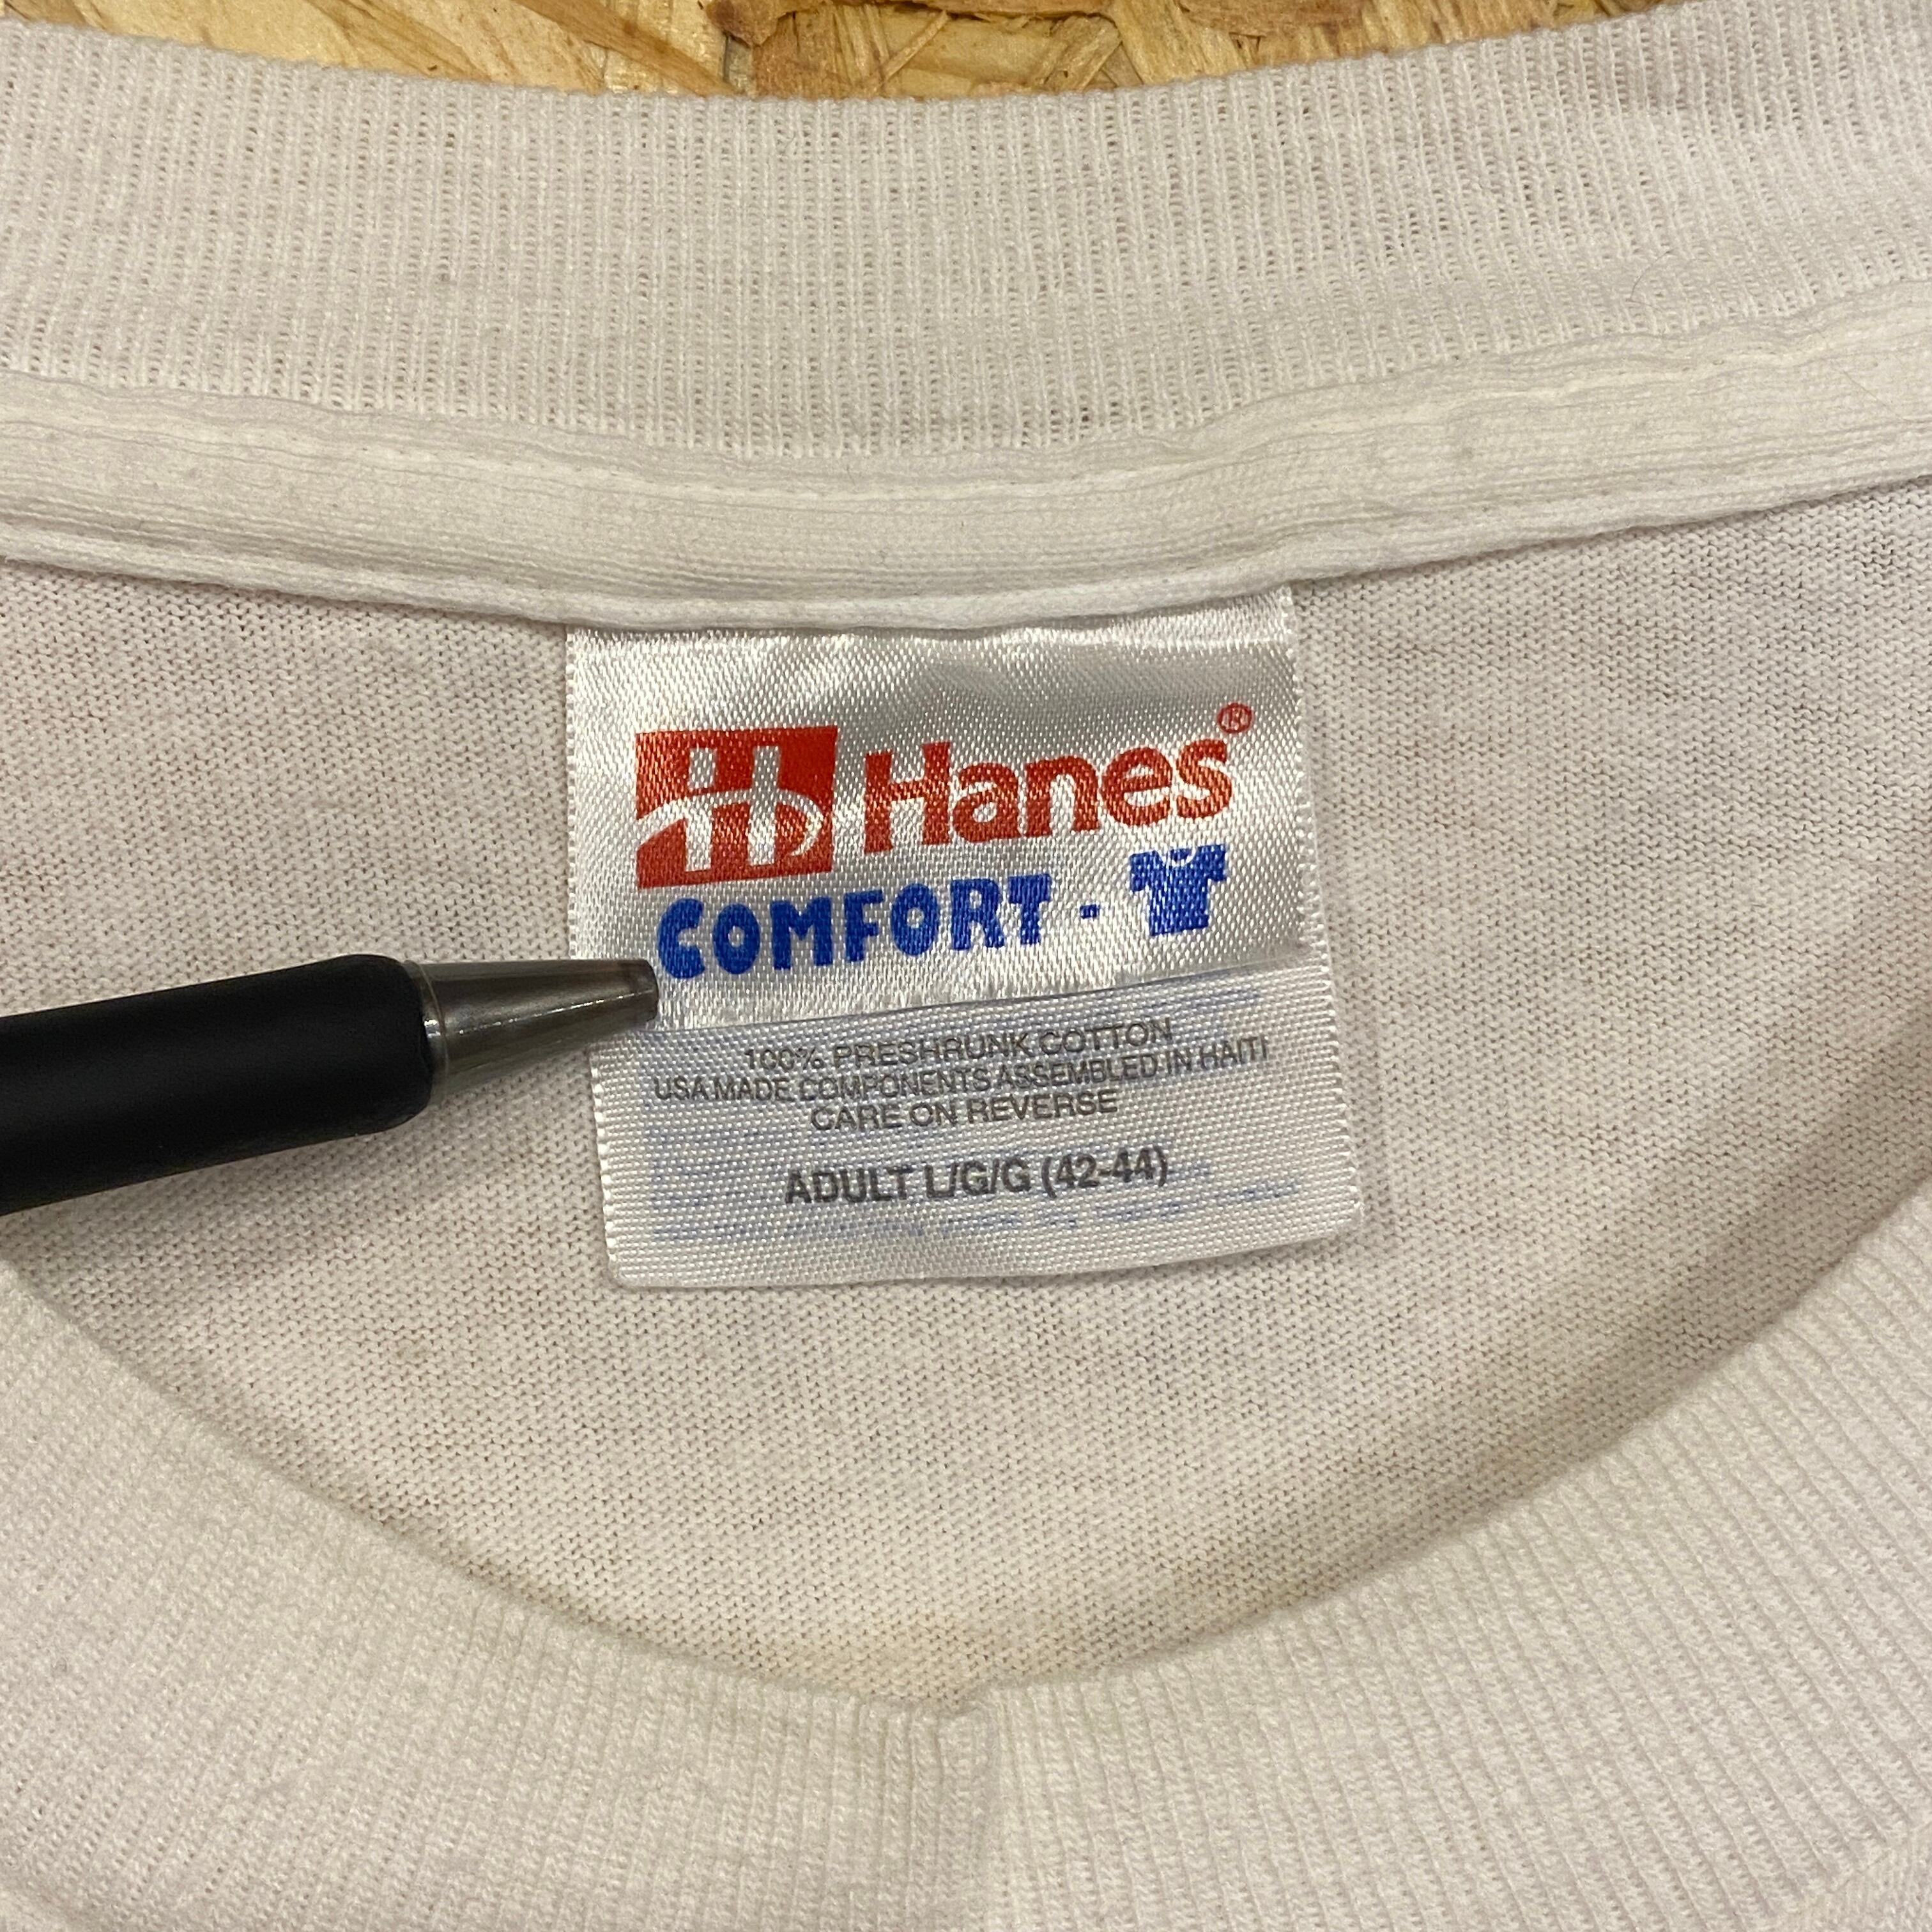 H Hanes®
COMFORT -
100% PRESHRUNK COTTON
USA MADE COMPONENTS ASSEMBLED IN HAITI
CARE ON REVERSE
ADULT L/G/G (42-44)